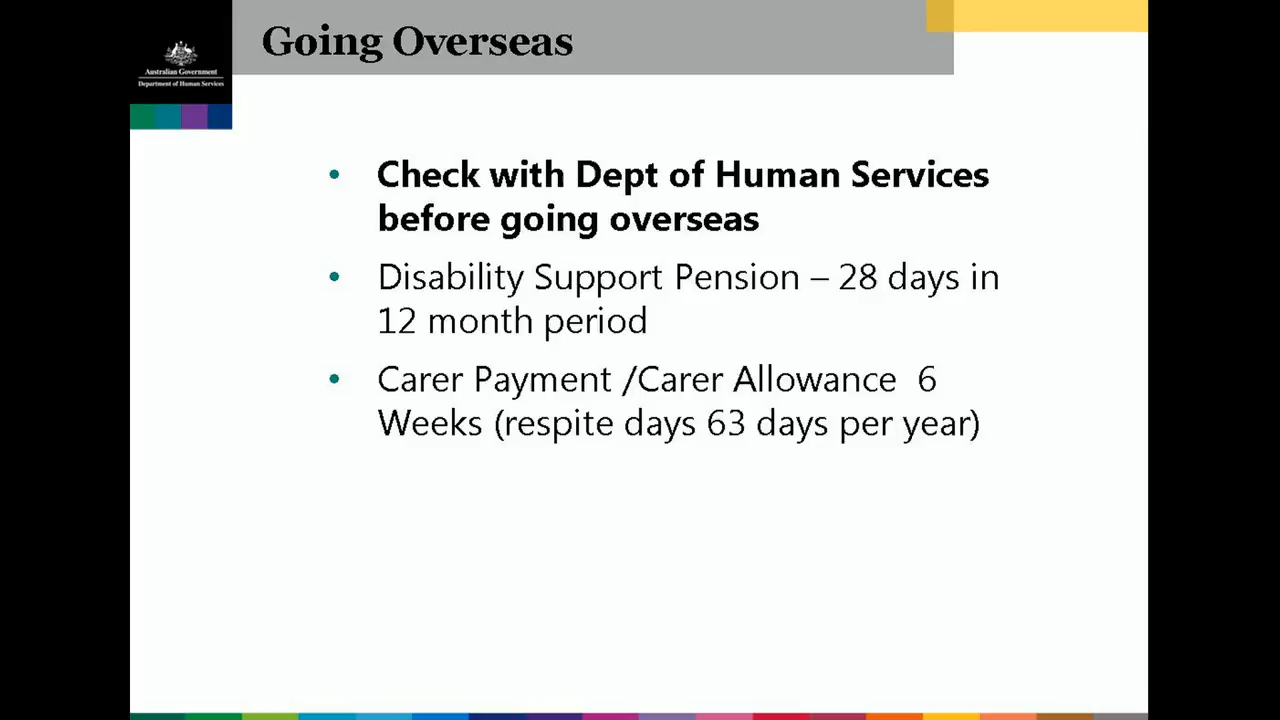 Going Overseas
Australian Government
Department of Human Services
• Check with Dept of Human Services
before going overseas
• Disability Support Pension – 28 days in
12 month period
• Carer Payment /Carer Allowance  6
Weeks (respite days 63 days per year)